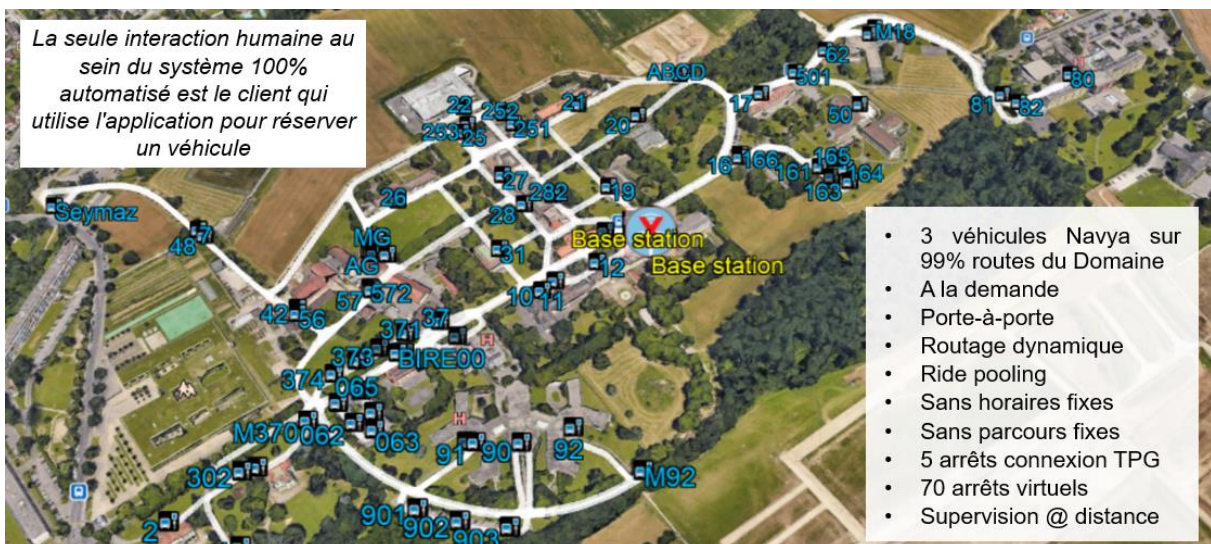 La seule interaction humaine au
sein du système 100%
automatisé est le client qui
utilise l'application pour réserver
un véhicule
M18
62
501
ABCD
17
50
80
81
82
22
252
21
253
25
251
20
16
166
161
165
164
163
27
19
26
28
282
Seymaz
48
7
MG
AG
31
Base station
Base station
12
10
11
57
572
42
56
37
371
373
BIRE00
374
065
M370
062
063
91
90
92
M92
302
901
902
903
2
H
H
H
• 3 véhicules Navya sur
99% routes du Domaine
• A la demande
• Porte-à-porte
• Routage dynamique
• Ride pooling
• Sans horaires fixes
• Sans parcours fixes
• 5 arrêts connexion TPG
• 70 arrêts virtuels
• Supervision @ distance